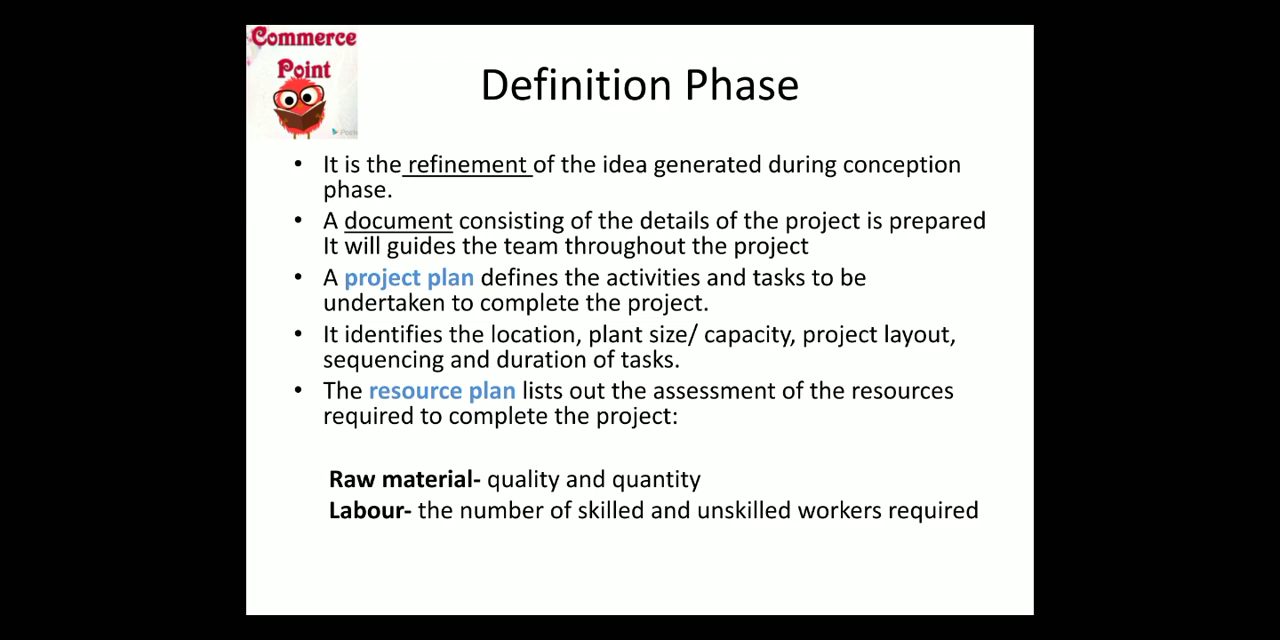 Commerce
Point
Definition Phase
• It is the refinement of the idea generated during conception
phase.
• A document consisting of the details of the project is prepared
It will guides the team throughout the project
• A project plan defines the activities and tasks to be
undertaken to complete the project.
• It identifies the location, plant size/ capacity, project layout,
sequencing and duration of tasks.
• The resource plan lists out the assessment of the resources
required to complete the project:
Raw material- quality and quantity
Labour- the number of skilled and unskilled workers required